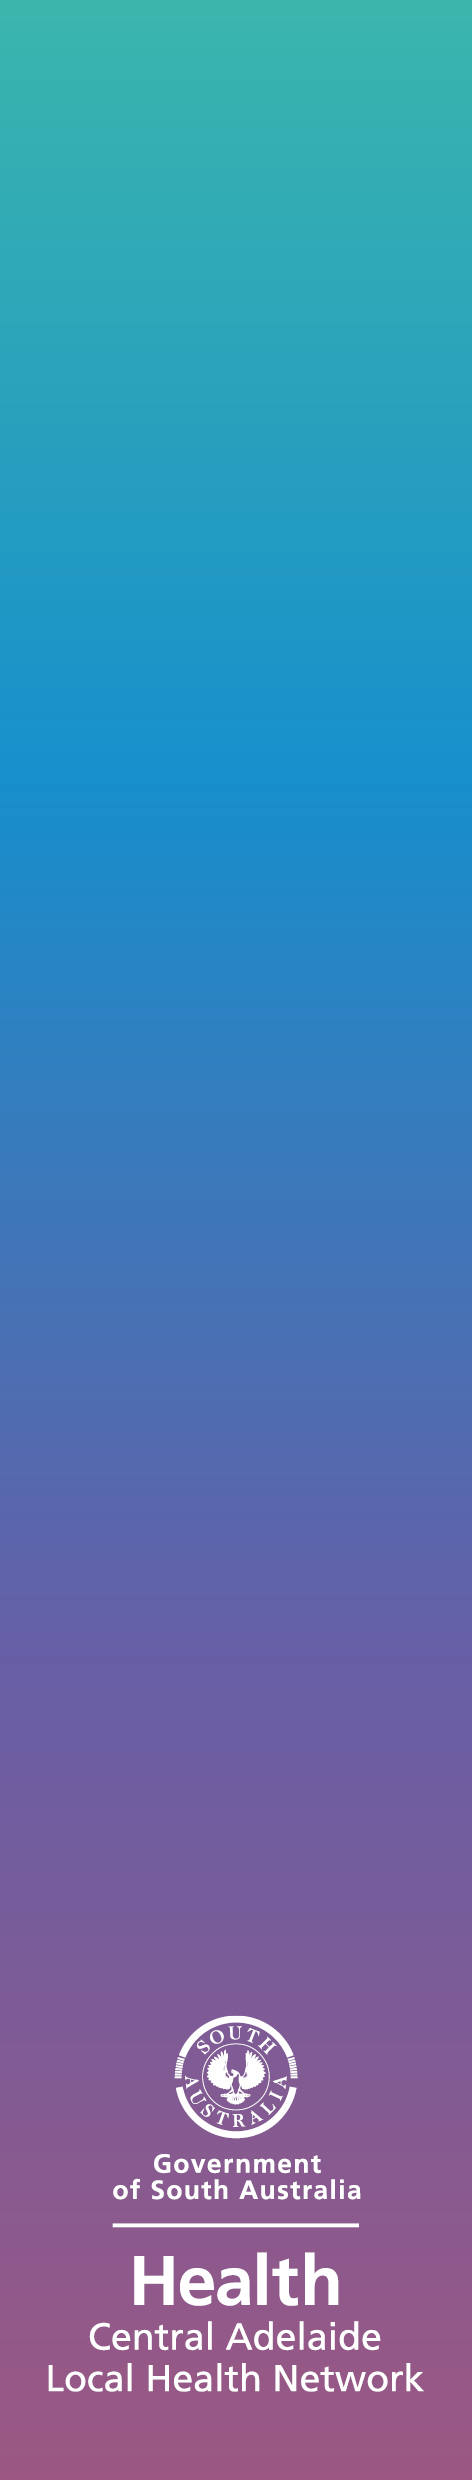 SOUTH
AUSTRALIA
Government
of South Australia
Health
Central Adelaide
Local Health Network